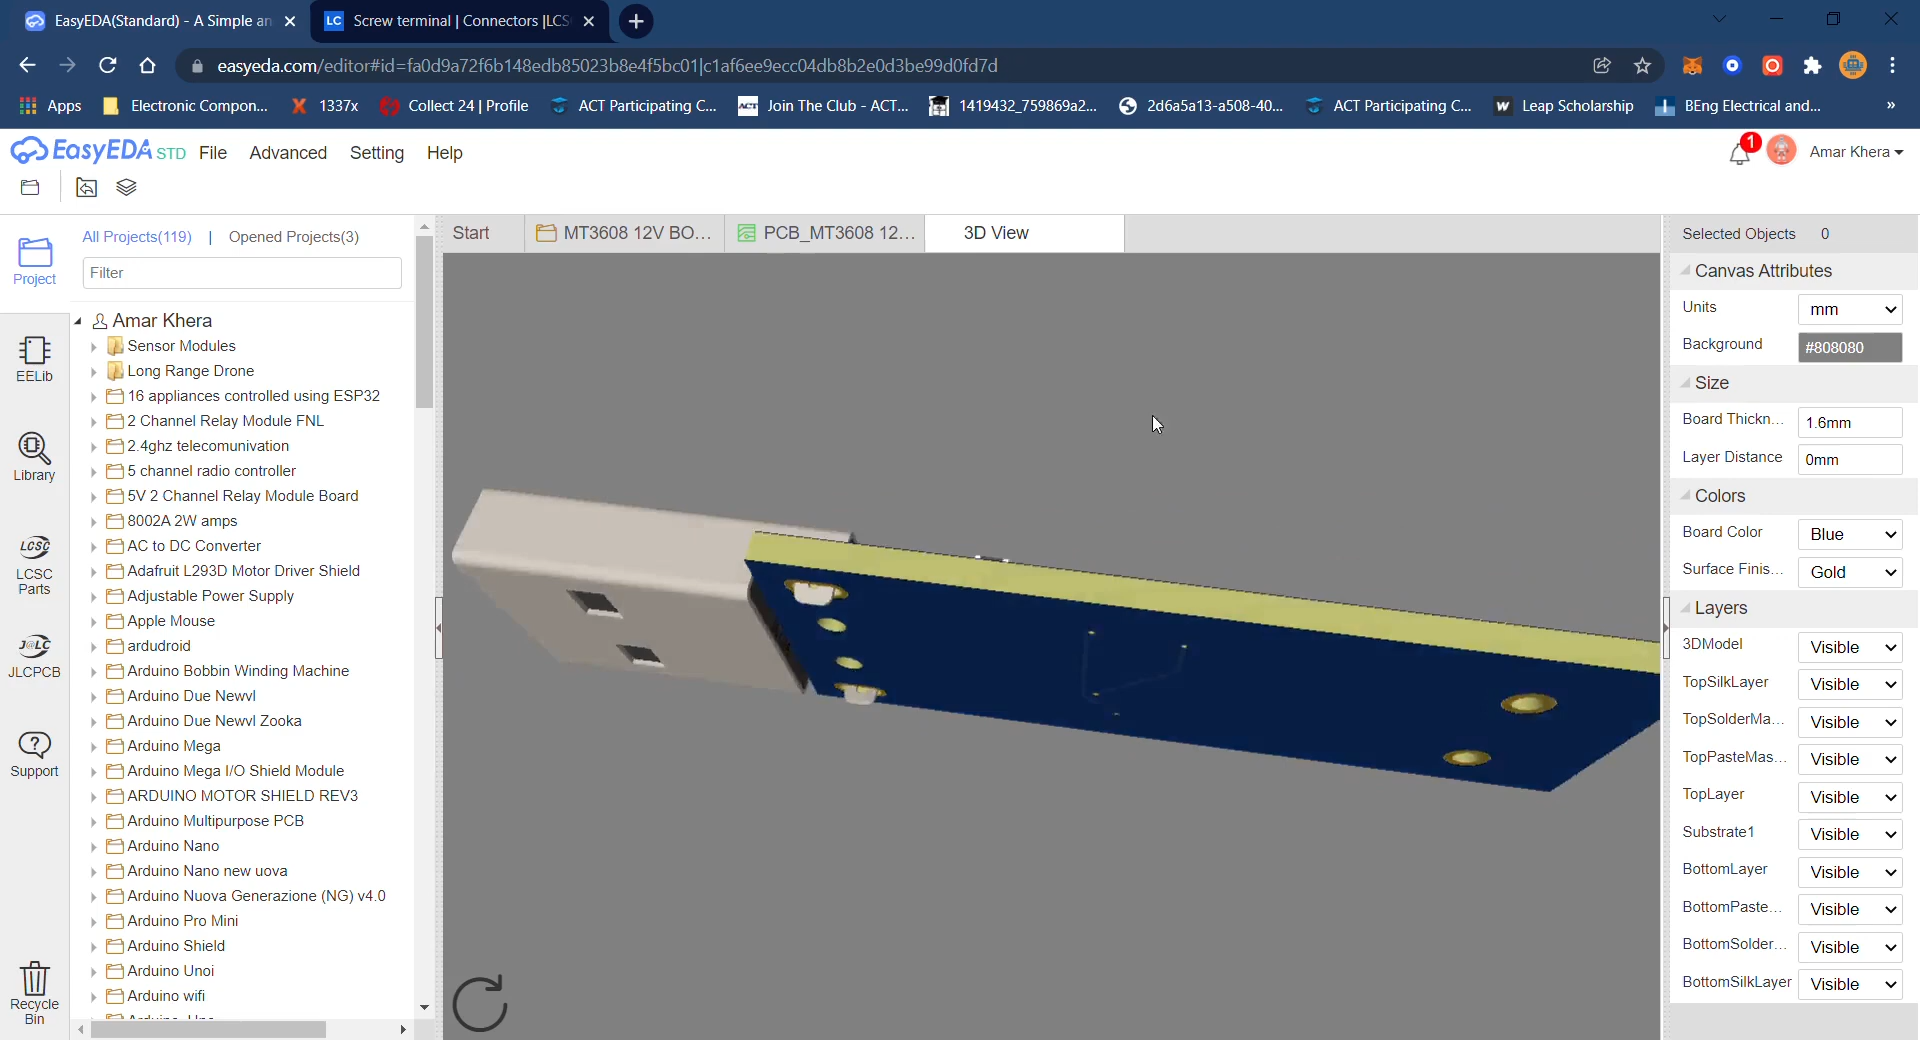 EasyEDA(Standard) - A Simple an
Screw terminal | Connectors |LCS
easyeda.com/editor#id=fa0d9a72f6b148edb85023b8e4f5bc01|c1af6ee9ecc04db8b2e0d3be99d0fd7d
Apps
Electronic Compon...
1337x
Collect 24 | Profile
ACT Participating C...
Join The Club - ACT...
1419432_759869a2...
2d6a5a13-a508-40...
ACT Participating C...
Leap Scholarship
BEng Electrical and...
»
EasyEDA STD
File
Advanced
Setting
Help
1
Amar Khera
All Projects(119) | Opened Projects(3)
Filter
Project
EELib
Library
LCSC
LCSC
Parts
J@LC
JLCPCB
Support
Recycle
Bin
Amar Khera
Sensor Modules
Long Range Drone
16 appliances controlled using ESP32
2 Channel Relay Module FNL
2.4ghz telecomunivation
5 channel radio controller
5V 2 Channel Relay Module Board
8002A 2W amps
AC to DC Converter
Adafruit L293D Motor Driver Shield
Adjustable Power Supply
Apple Mouse
ardudroid
Arduino Bobbin Winding Machine
Arduino Due Newvl
Arduino Due Newvl Zooka
Arduino Mega
Arduino Mega I/O Shield Module
ARDUINO MOTOR SHIELD REV3
Arduino Multipurpose PCB
Arduino Nano
Arduino Nano new uova
Arduino Nuova Generazione (NG) v4.0
Arduino Pro Mini
Arduino Shield
Arduino Unoi
Arduino wifi
Start
MT3608 12V BO...
PCB_MT3608 12...
3D View
Selected Objects 0
Canvas Attributes
Units mm
Background #808080
Size
Board Thickn... 1.6mm
Layer Distance 0mm
Colors
Board Color Blue
Surface Finis... Gold
Layers
3DModel Visible
TopSilkLayer Visible
TopSolderMa... Visible
TopPasteMas... Visible
TopLayer Visible
Substrate1 Visible
BottomLayer Visible
BottomPaste... Visible
BottomSolder... Visible
BottomSilkLayer Visible